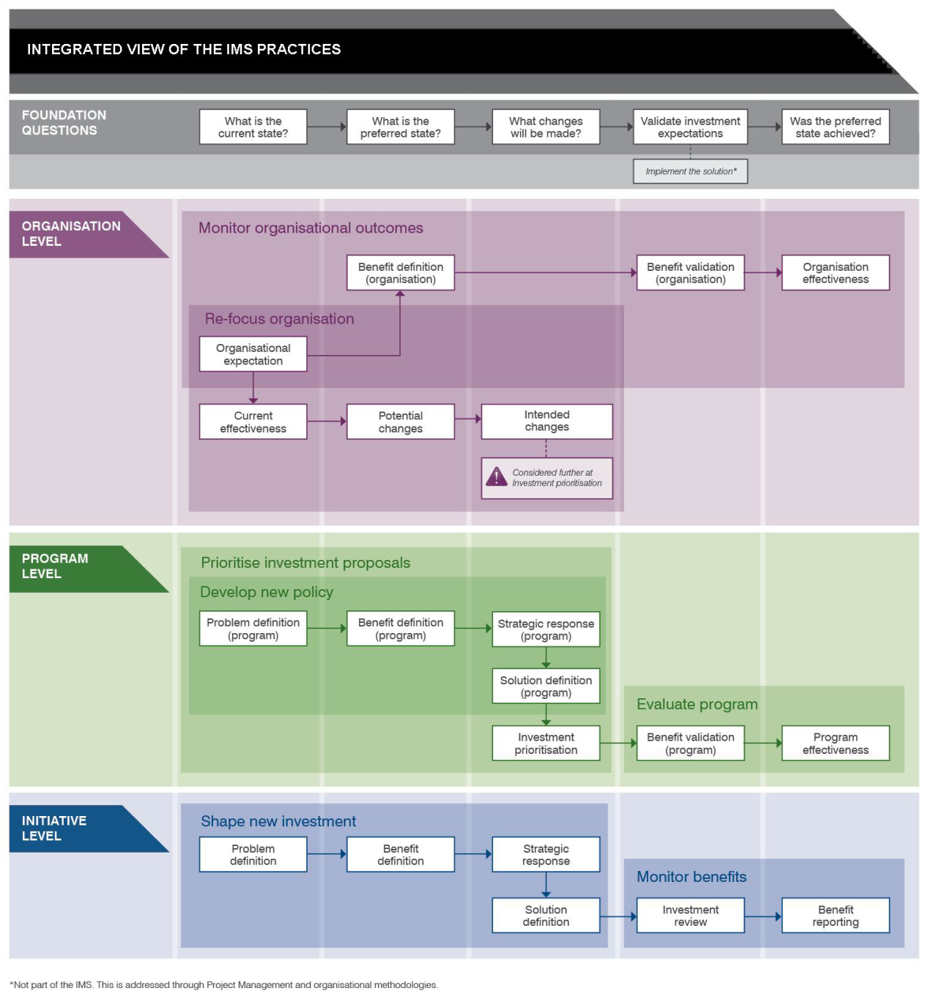 INTEGRATED VIEW OF THE IMS PRACTICES
FOUNDATION
QUESTIONS
What is the
current state?
What is the
preferred state?
What changes
will be made?
Validate investment
expectations
Was the preferred
state achieved?
Implement the solution*
ORGANISATION
LEVEL
Monitor organisational outcomes
Benefit definition
(organisation)
Benefit validation
(organisation)
Organisation
effectiveness
Re-focus organisation
Organisational
expectation
Current
effectiveness
Potential
changes
Intended
changes
!
Considered further at
Investment prioritisation
PROGRAM
LEVEL
Prioritise investment proposals
Develop new policy
Problem definition
(program)
Benefit definition
(program)
Strategic response
(program)
Solution definition
(program)
Investment
prioritisation
Evaluate program
Benefit validation
(program)
Program
effectiveness
INITIATIVE
LEVEL
Shape new investment
Problem
definition
Benefit
definition
Strategic
response
Solution
definition
Monitor benefits
Investment
review
Benefit
reporting
*Not part of the IMS. This is addressed through Project Management and organisational methodologies.